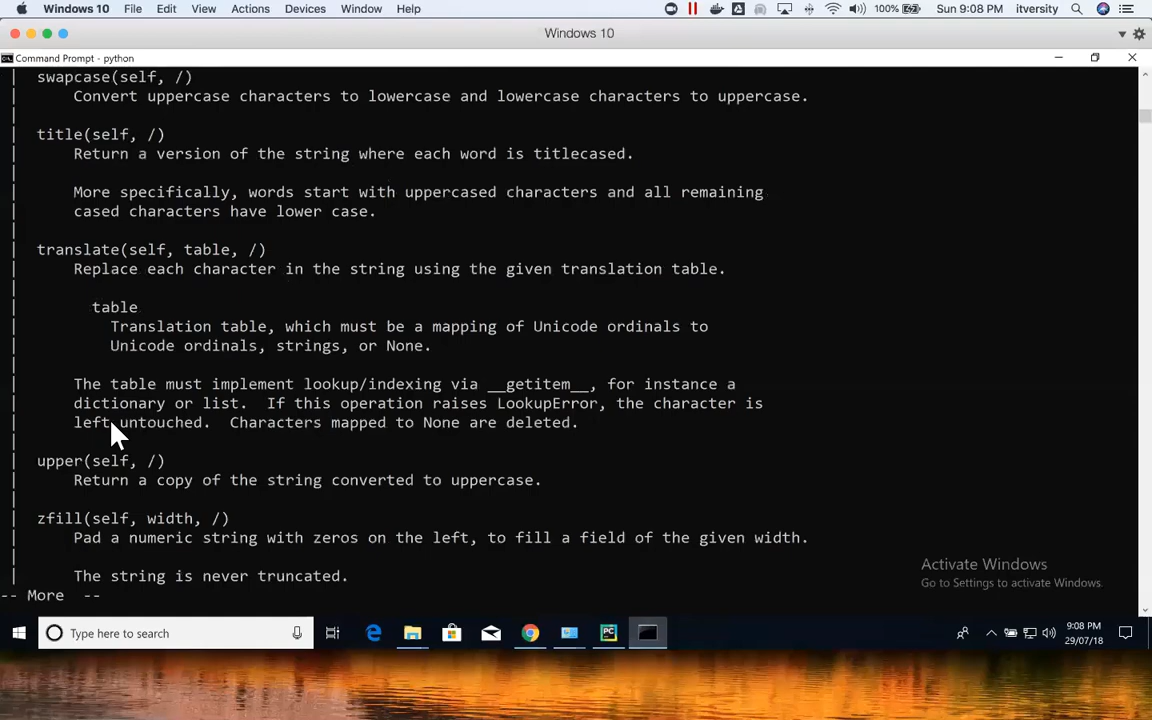 Windows 10 File Edit View Actions Devices Window Help 100% Sun 9:08 PM itversity
Windows 10
Command Prompt - python
| swapcase(self, /)
| Convert uppercase characters to lowercase and lowercase characters to uppercase.
|
| title(self, /)
| Return a version of the string where each word is titlecased.
|
| More specifically, words start with uppercased characters and all remaining
| cased characters have lower case.
|
| translate(self, table, /)
| Replace each character in the string using the given translation table.
|
| table
| Translation table, which must be a mapping of Unicode ordinals to
| Unicode ordinals, strings, or None.
|
| The table must implement lookup/indexing via __getitem__, for instance a
| dictionary or list.  If this operation raises LookupError, the character is
| left untouched.  Characters mapped to None are deleted.
|
| upper(self, /)
| Return a copy of the string converted to uppercase.
|
| zfill(self, width, /)
| Pad a numeric string with zeros on the left, to fill a field of the given width.
|
| The string is never truncated.
-- More  --
Activate Windows
Go to Settings to activate Windows.
Type here to search
PC
9:08 PM
29/07/18